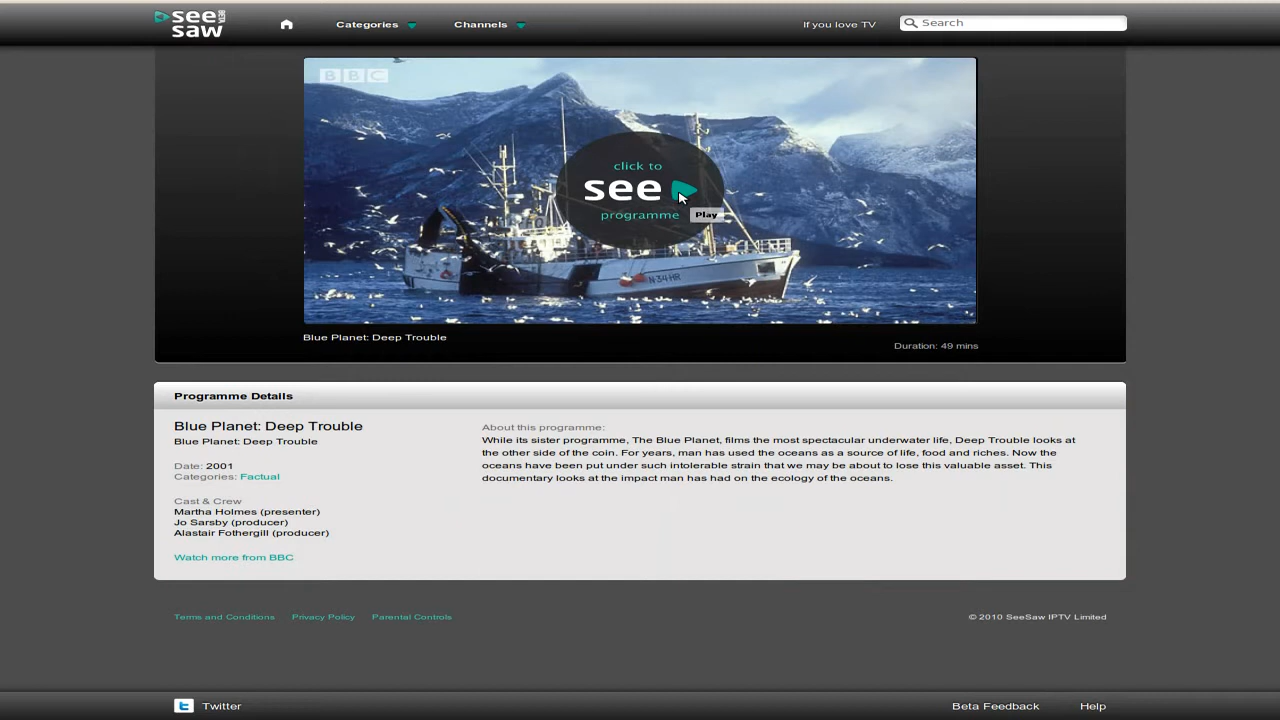 see
saw
BETA
Categories
Channels
If you love TV
Search
BBC
click to
see
programme
Play
N-34-HR
Blue Planet: Deep Trouble
Duration: 49 mins
Programme Details
Blue Planet: Deep Trouble
Blue Planet: Deep Trouble
Date: 2001
Categories: Factual
Cast & Crew
Martha Holmes (presenter)
Jo Sarsby (producer)
Alastair Fothergill (producer)
Watch more from BBC
About this programme:
While its sister programme, The Blue Planet, films the most spectacular underwater life, Deep Trouble looks at
the other side of the coin. For years, man has used the oceans as a source of life, food and riches. Now the
oceans have been put under such intolerable strain that we may be about to lose this valuable asset. This
documentary looks at the impact man has had on the ecology of the oceans.
Terms and Conditions
Privacy Policy
Parental Controls
© 2010 SeeSaw IPTV Limited
Twitter
Beta Feedback
Help